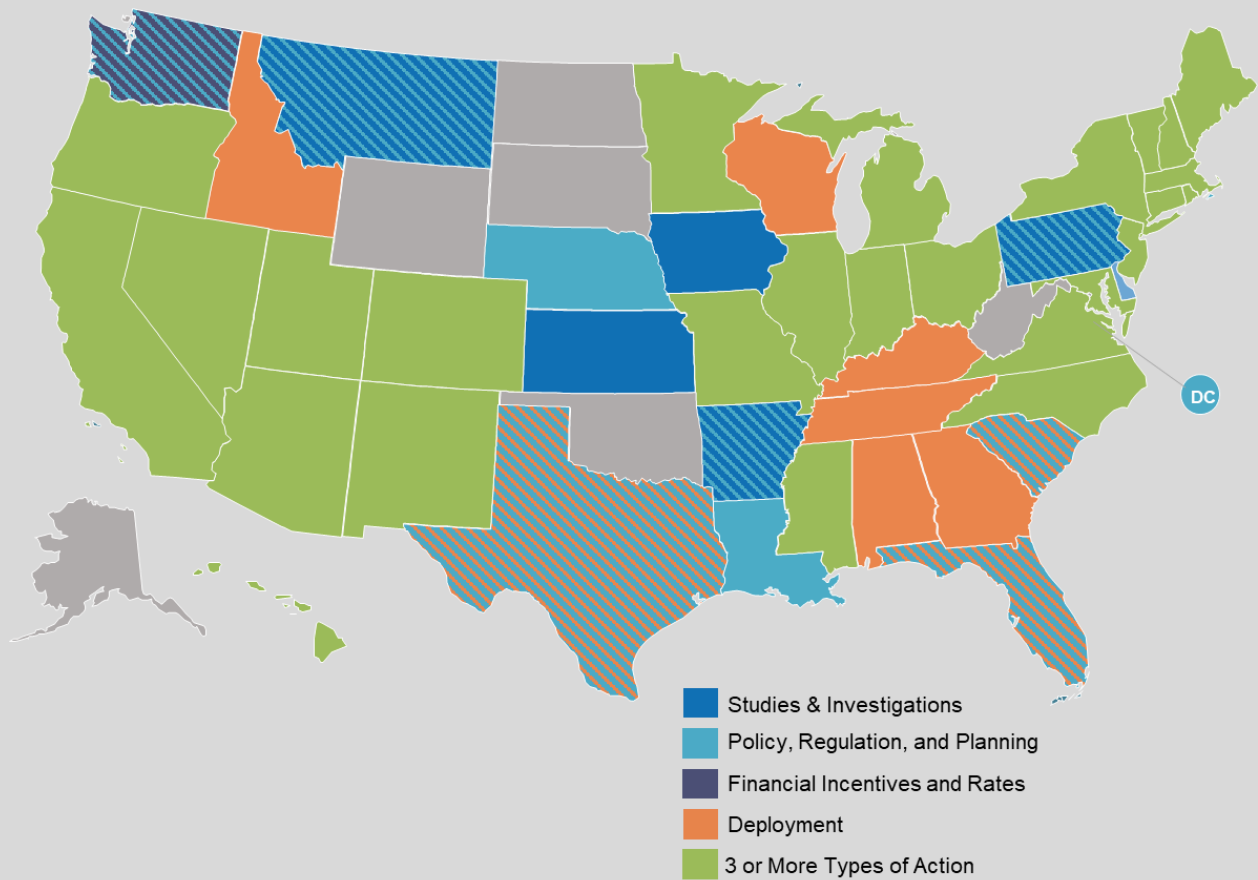 DC
Studies & Investigations
Policy, Regulation, and Planning
Financial Incentives and Rates
Deployment
3 or More Types of Action